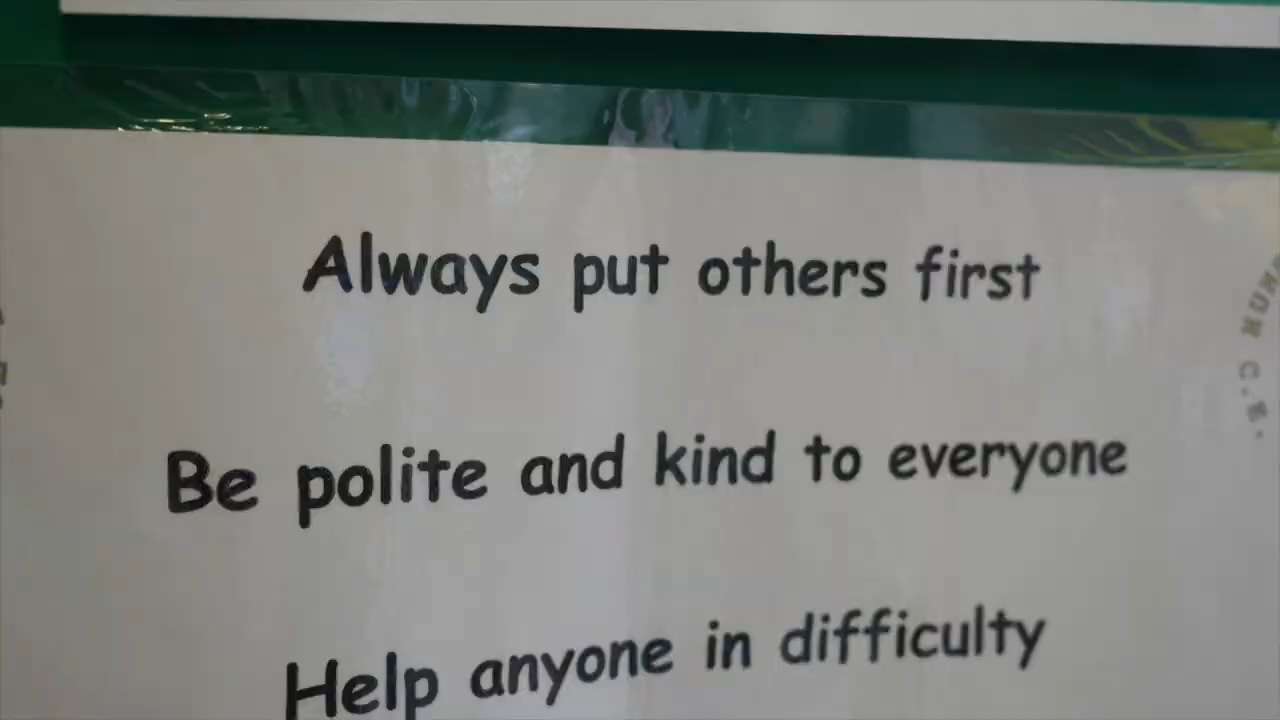 Always put others first
Be polite and kind to everyone
Help anyone in difficulty